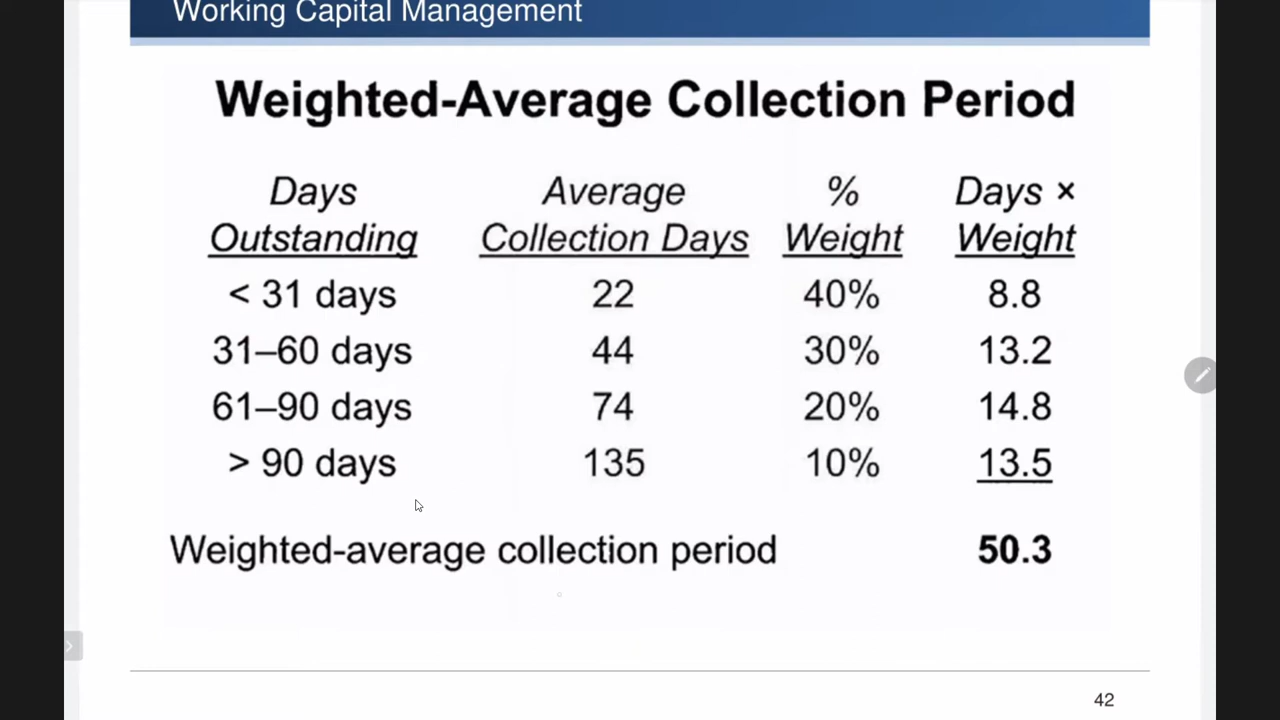 Working Capital Management
Weighted-Average Collection Period
Days Outstanding Average Collection Days % Weight Days × Weight
< 31 days 22 40% 8.8
31–60 days 44 30% 13.2
61–90 days 74 20% 14.8
> 90 days 135 10% 13.5
Weighted-average collection period 50.3
42